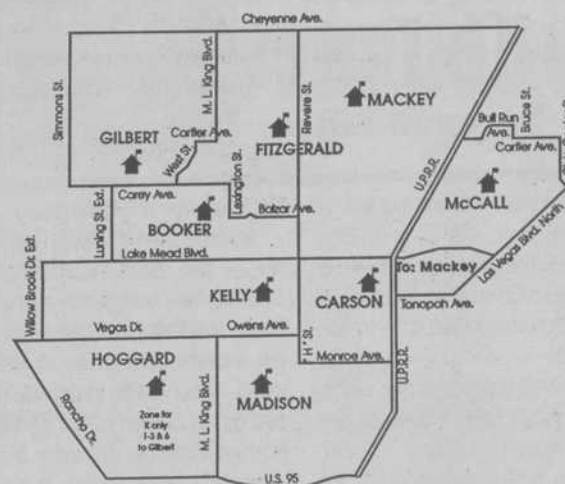 Cheyenne Ave.
Simmons St.
M. L. King Blvd.
Revere St.
MACKEY
Bull Run
Ave.
Bruce St.
Cartier Ave.
GILBERT
West St.
Cartier Ave.
FITZGERALD
U.P.R.R.
McCALL
Carey Ave.
Lexington St.
Balzar Ave.
BOOKER
Luning St. Ext.
Lake Mead Blvd.
Las Vegas Blvd. North
To: Mackey
Willow Brook Dr. Ext.
KELLY
CARSON
Tonopah Ave.
Vegas Dr.
Owens Ave.
"H" St.
Monroe Ave.
U.P.R.R.
HOGGARD
Zone for
K only
1-3 & 6
to Gilbert
Rancho Dr.
M. L. King Blvd.
MADISON
U.S. 95